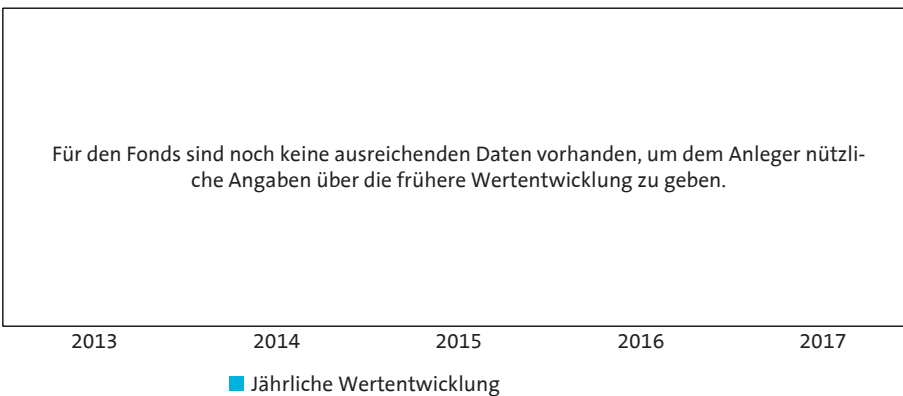 Für den Fonds sind noch keine ausreichenden Daten vorhanden, um dem Anleger nützli-
che Angaben über die frühere Wertentwicklung zu geben.
2013 2014 2015 2016 2017
Jährliche Wertentwicklung